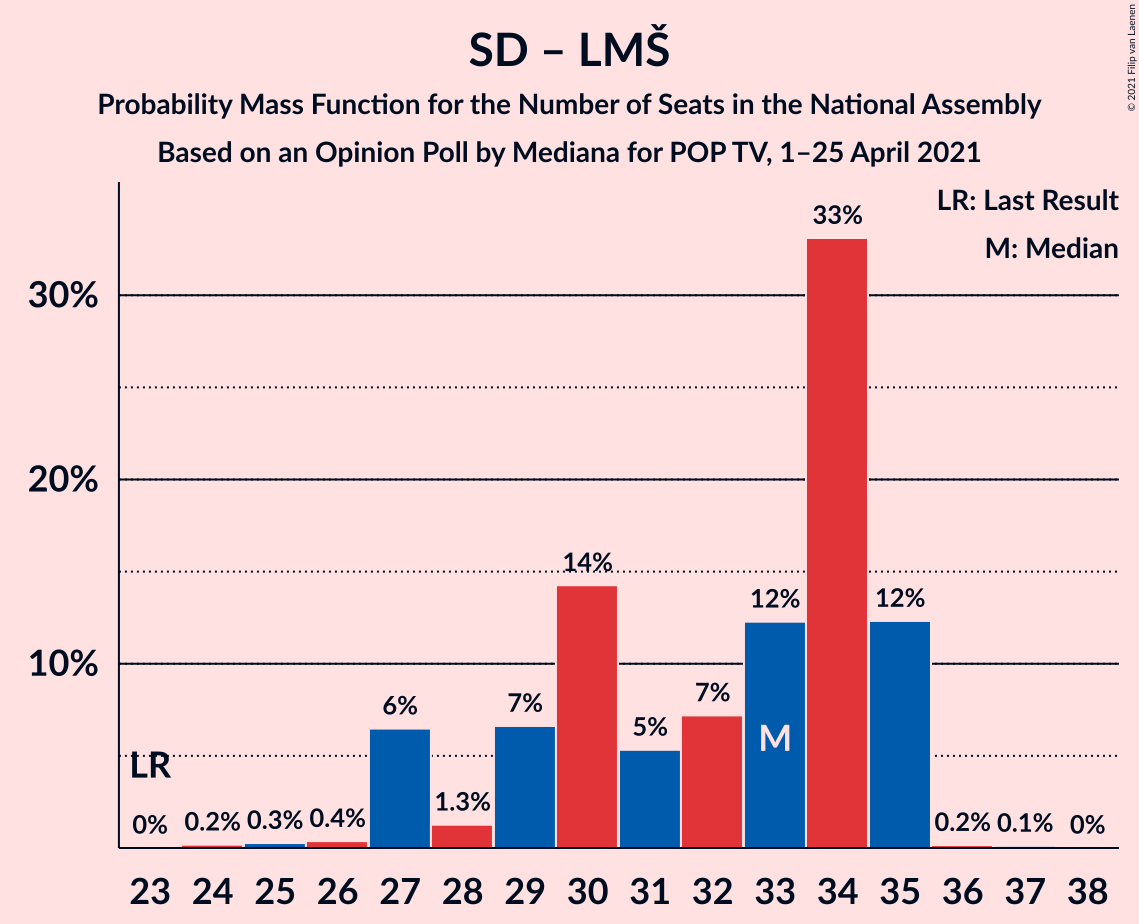 SD – LMŠ
Probability Mass Function for the Number of Seats in the National Assembly
Based on an Opinion Poll by Mediana for POP TV, 1–25 April 2021
© 2021 Filip van Laenen
LR: Last Result
M: Median
30%
20%
10%
LR
0%
0.2%
0.3%
0.4%
6%
1.3%
7%
14%
5%
7%
12%
M
33%
12%
0.2%
0.1%
0%
23 24 25 26 27 28 29 30 31 32 33 34 35 36 37 38